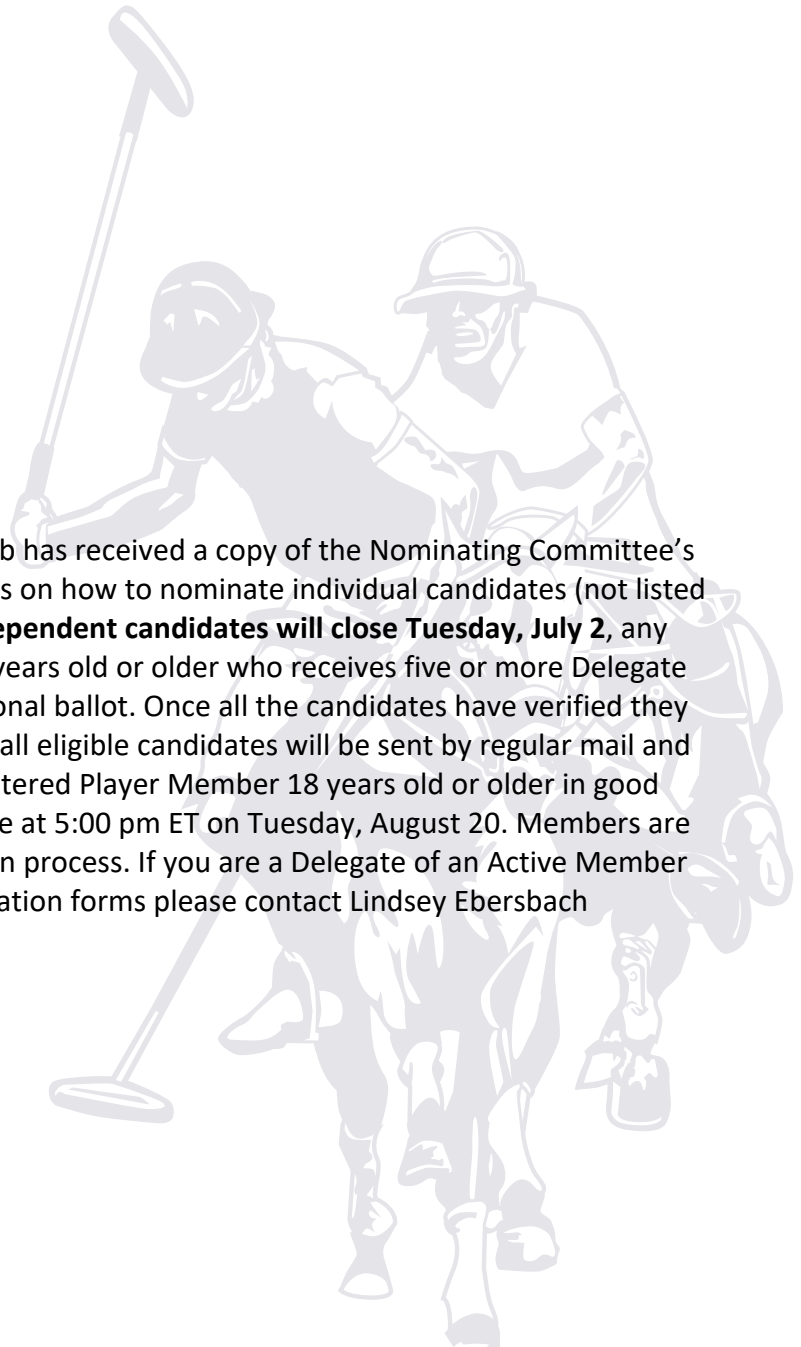 b has received a copy of the Nominating Committee’s
s on how to nominate individual candidates (not listed
ependent candidates will close Tuesday, July 2, any
years old or older who receives five or more Delegate
onal ballot. Once all the candidates have verified they
all eligible candidates will be sent by regular mail and
tered Player Member 18 years old or older in good
e at 5:00 pm ET on Tuesday, August 20. Members are
n process. If you are a Delegate of an Active Member
ation forms please contact Lindsey Ebersbach